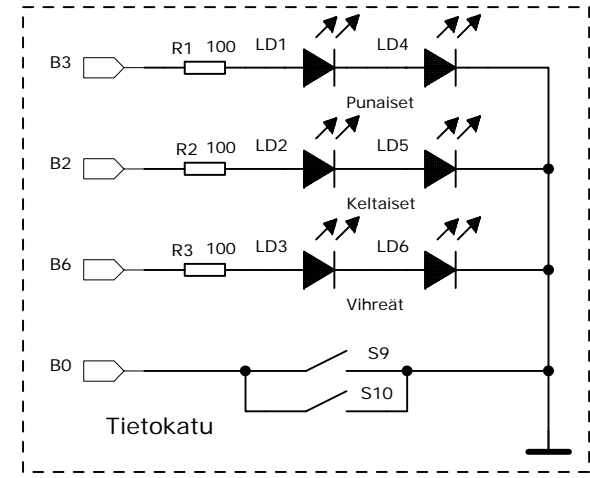 B3 R1 100 LD1 LD4
Punaiset
B2 R2 100 LD2 LD5
Keltaiset
B6 R3 100 LD3 LD6
Vihreät
B0 S9
S10
Tietokatu